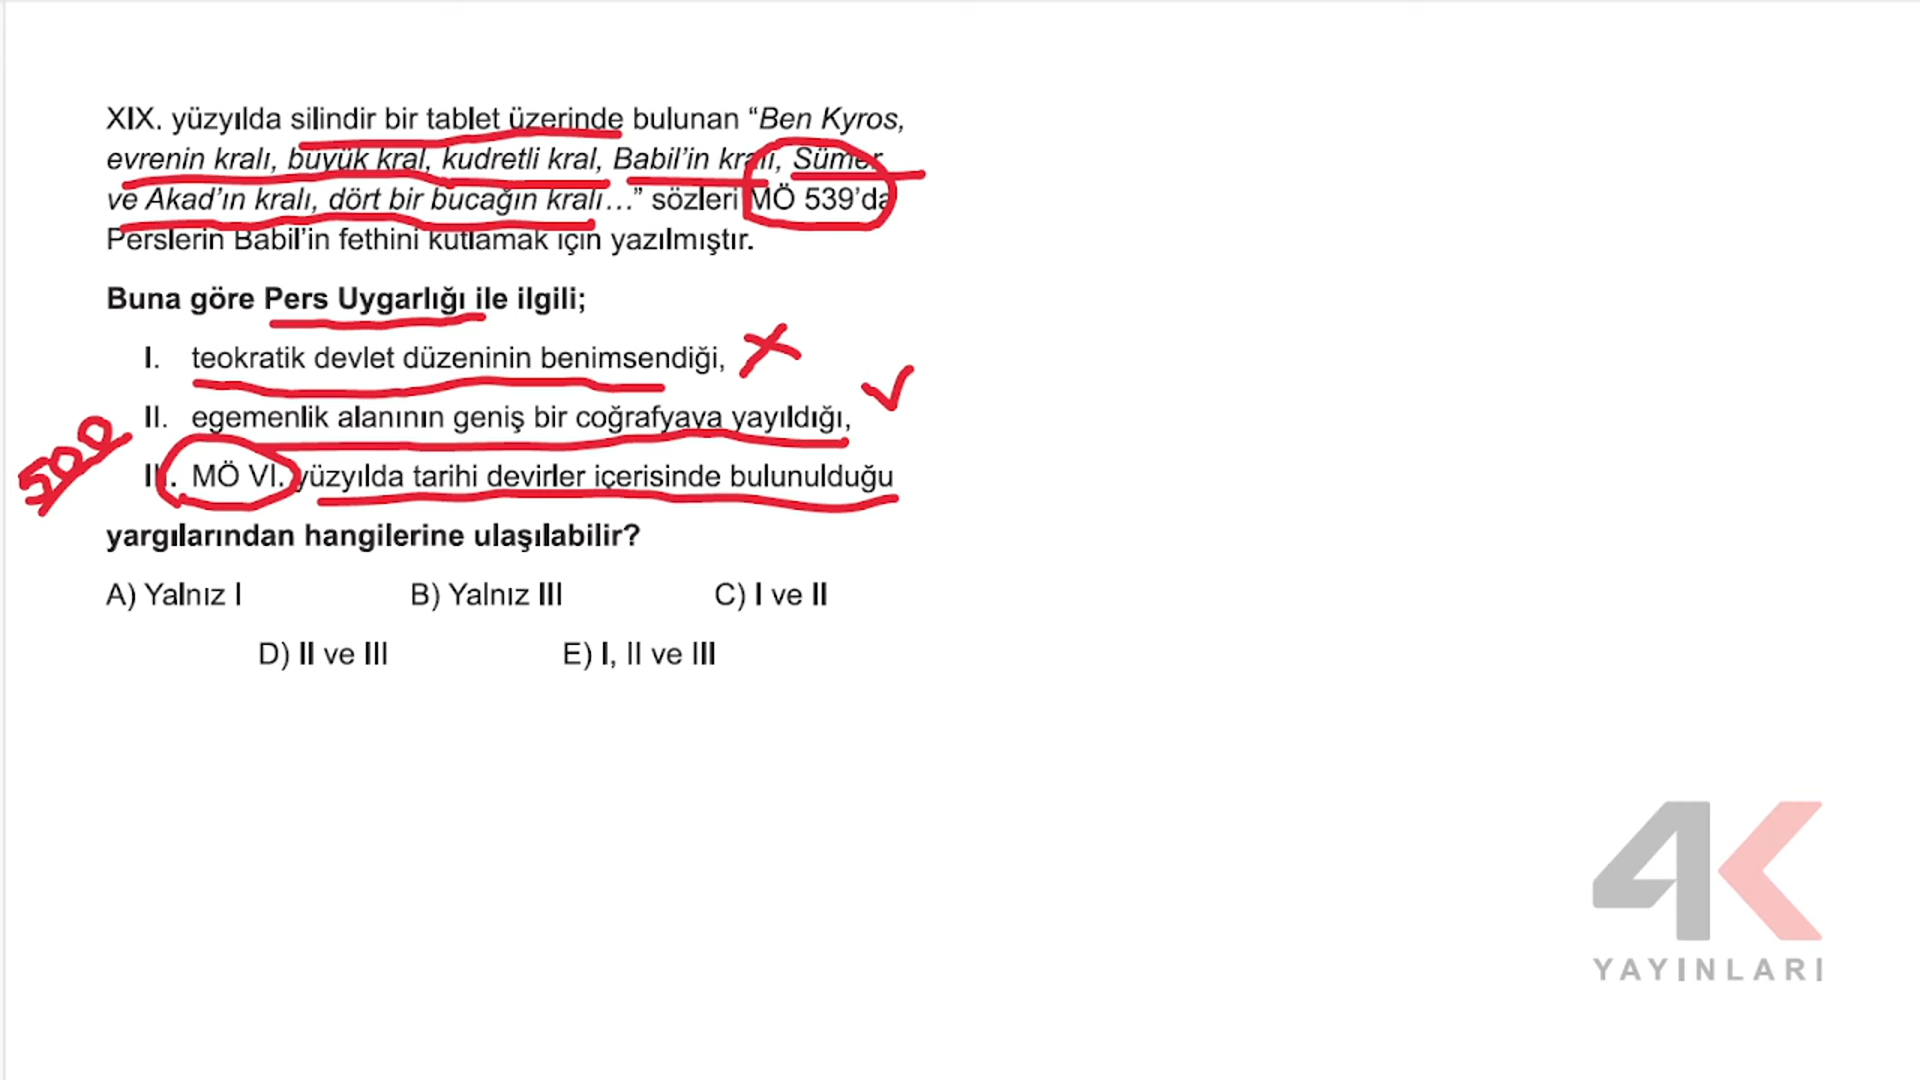 XIX. yüzyılda silindir bir tablet üzerinde bulunan “Ben Kyros,
evrenin kralı, büyük kral, kudretli kral, Babil’in kralı, Sümer
ve Akad’ın kralı, dört bir bucağın kralı...” sözleri MÖ 539’da
Perslerin Babil’in fethini kutlamak için yazılmıştır.
Buna göre Pers Uygarlığı ile ilgili;
I. teokratik devlet düzeninin benimsendiği,
II. egemenlik alanının geniş bir coğrafyaya yayıldığı,
500
III. MÖ VI. yüzyılda tarihi devirler içerisinde bulunulduğu
yargılarından hangilerine ulaşılabilir?
A) Yalnız I B) Yalnız III C) I ve II
D) II ve III E) I, II ve III
4K
YAYINLARI